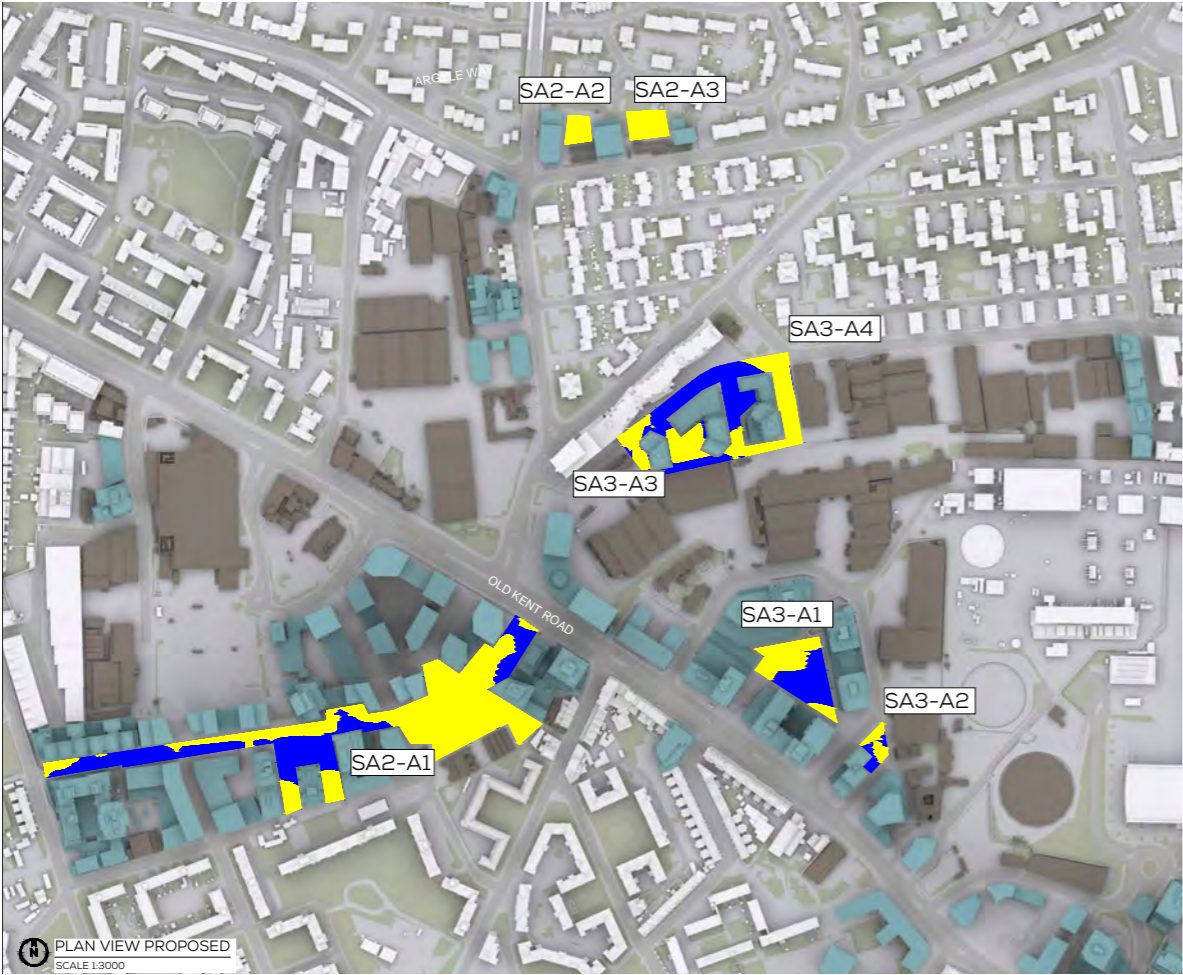 ARGYLE WAY
SA2-A2
SA2-A3
SA3-A4
SA3-A3
OLD KENT ROAD
SA3-A1
SA3-A2
SA2-A1
N
PLAN VIEW PROPOSED
SCALE 1:3000